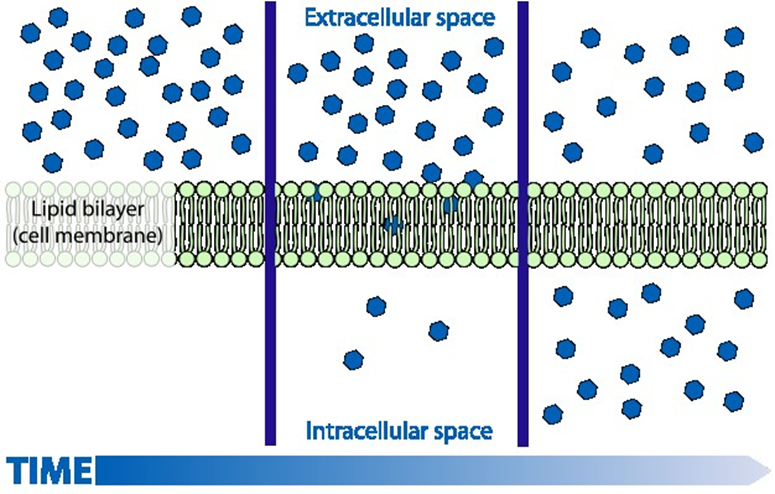 Extracellular space
Lipid bilayer
(cell membrane)
Intracellular space
TIME